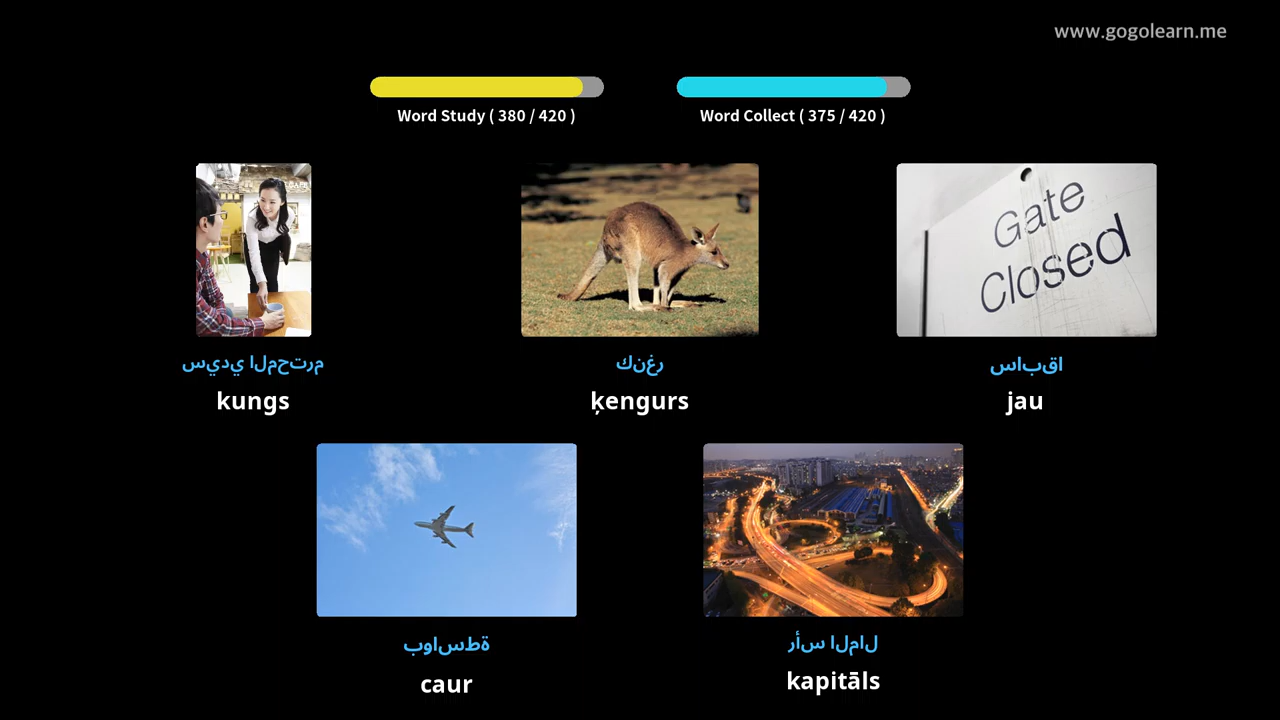 www.gogolearn.me
Word Study ( 380 / 420 )
Word Collect ( 375 / 420 )
سيدي المحترم
kungs
كنغر
ķengurs
سابقا
jau
بواسطة
caur
رأس المال
kapitāls
Gate
Closed